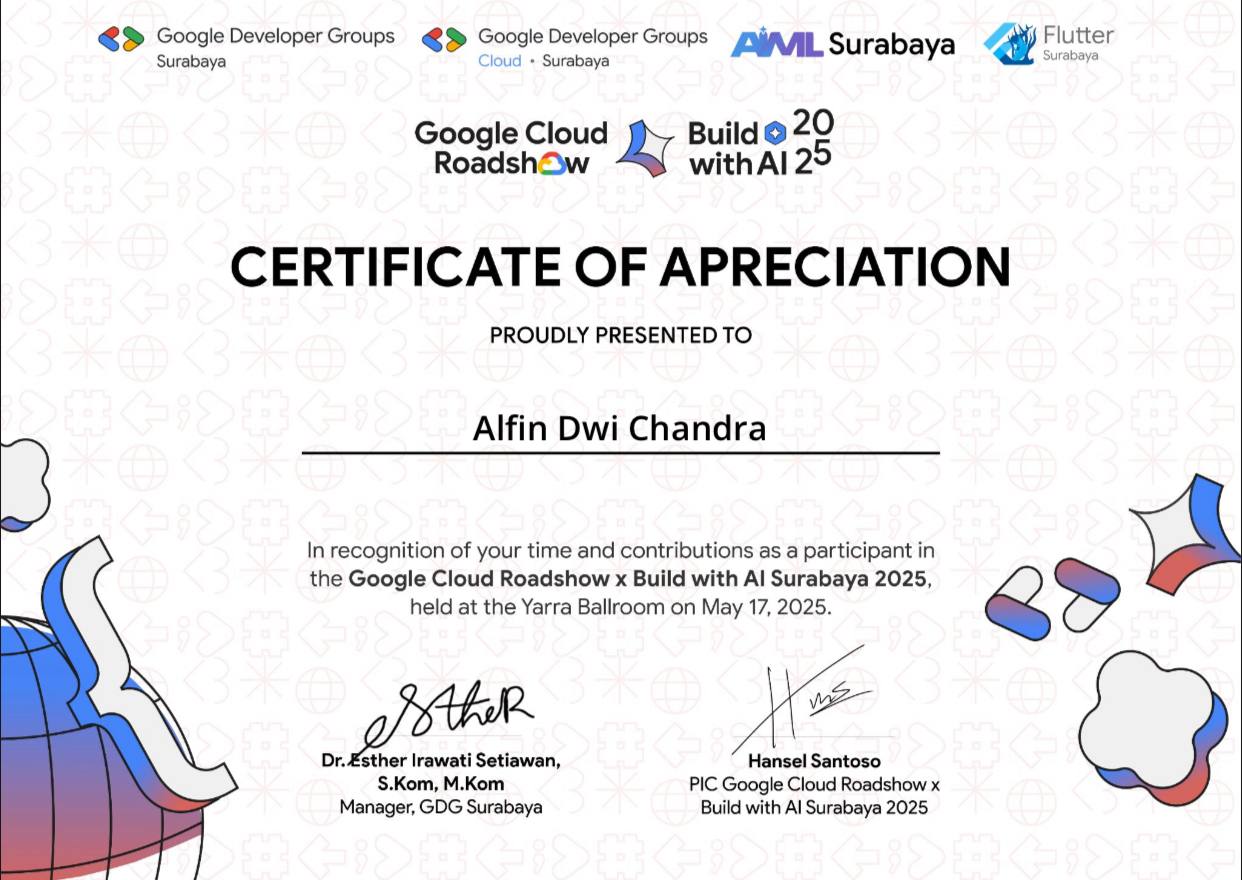 Google Developer Groups
Surabaya
Google Developer Groups
Cloud • Surabaya
AIML Surabaya
Flutter
Surabaya
Google Cloud
Roadshow
Build 20
with AI 25
CERTIFICATE OF APRECIATION
PROUDLY PRESENTED TO
Alfin Dwi Chandra
In recognition of your time and contributions as a participant in
the Google Cloud Roadshow x Build with AI Surabaya 2025,
held at the Yarra Ballroom on May 17, 2025.
EstheR
Dr. Esther Irawati Setiawan,
S.Kom, M.Kom
Manager, GDG Surabaya
Hansel Santoso
PIC Google Cloud Roadshow x
Build with AI Surabaya 2025